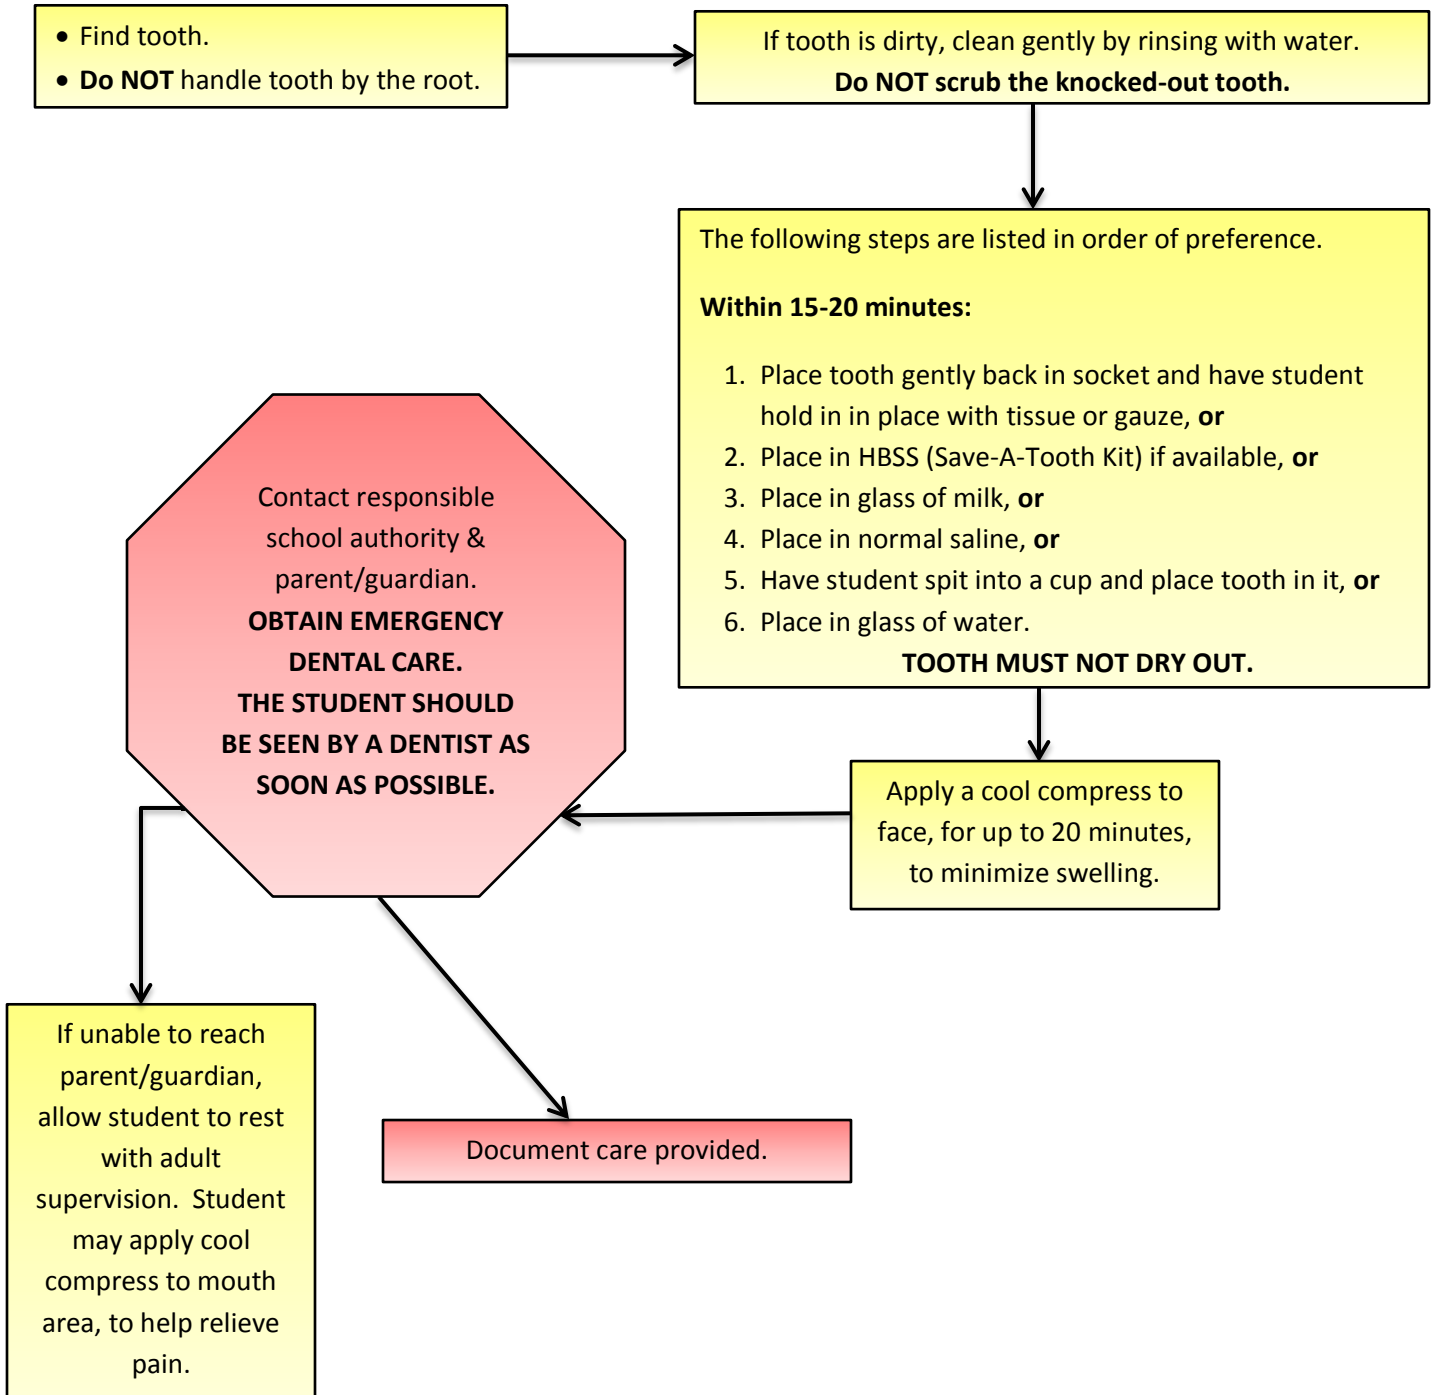 • Find tooth.
• Do NOT handle tooth by the root.
If tooth is dirty, clean gently by rinsing with water.
Do NOT scrub the knocked-out tooth.
The following steps are listed in order of preference.
Within 15-20 minutes:
1. Place tooth gently back in socket and have student
hold in in place with tissue or gauze, or
2. Place in HBSS (Save-A-Tooth Kit) if available, or
3. Place in glass of milk, or
4. Place in normal saline, or
5. Have student spit into a cup and place tooth in it, or
6. Place in glass of water.
TOOTH MUST NOT DRY OUT.
Apply a cool compress to
face, for up to 20 minutes,
to minimize swelling.
Contact responsible
school authority &
parent/guardian.
OBTAIN EMERGENCY
DENTAL CARE.
THE STUDENT SHOULD
BE SEEN BY A DENTIST AS
SOON AS POSSIBLE.
If unable to reach
parent/guardian,
allow student to rest
with adult
supervision.  Student
may apply cool
compress to mouth
area, to help relieve
pain.
Document care provided.